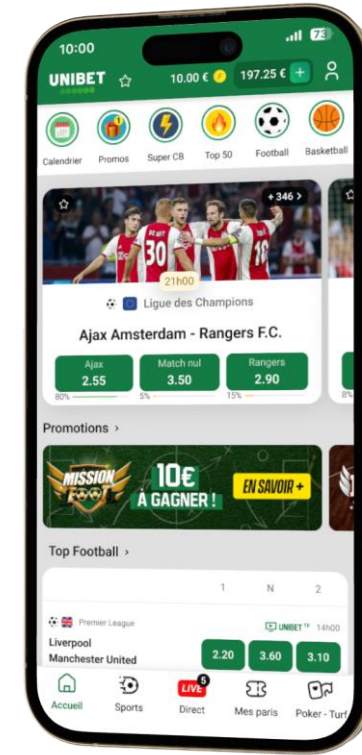 10:00
73
UNIBET
10.00 €
197.25 € +
1
Calendrier
Promos
Super CB
Top 50
Football
Basketball
+346 >
30
10
21h00
Ligue des Champions
Ajax Amsterdam - Rangers F.C.
Ajax
2.55
Match nul
3.50
Rangers
2.90
80%
5%
15%
8%
Promotions >
MISSION
FOOT
10€
À GAGNER !
EN SAVOIR +
Top Football >
1 N 2
Premier League
UNIBET TV 14h00
Liverpool
Manchester United
2.20 3.60 3.10
LIVE 5
Accueil
Sports
Direct
Mes paris
Poker - Turf